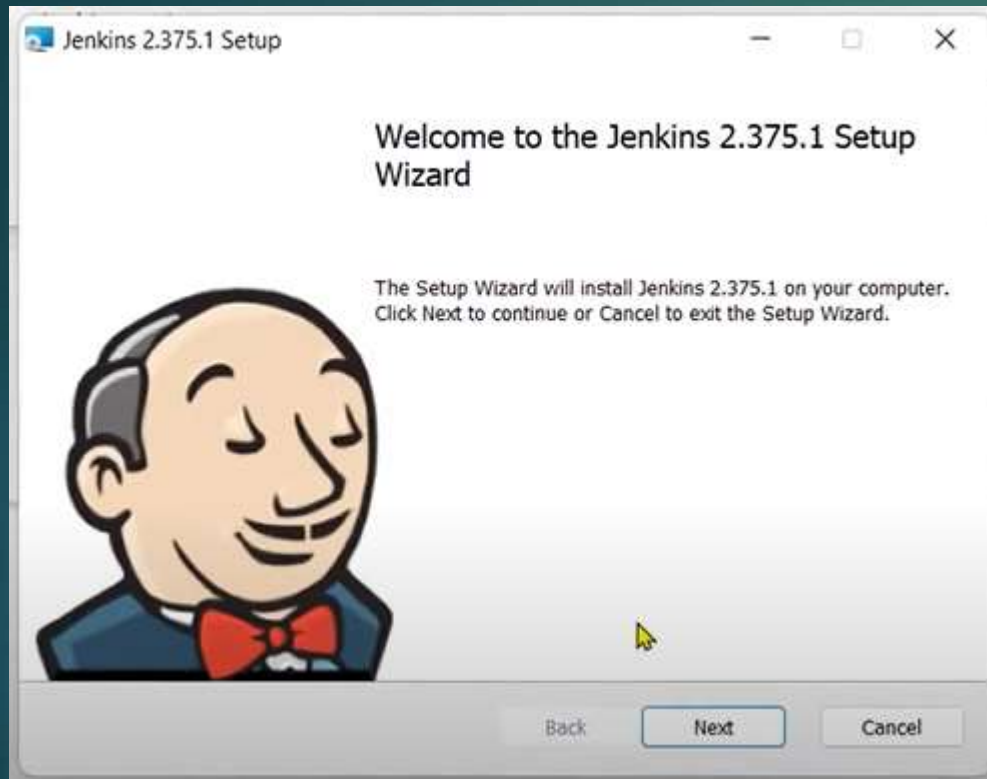 Jenkins 2.375.1 Setup
Welcome to the Jenkins 2.375.1 Setup
Wizard
The Setup Wizard will install Jenkins 2.375.1 on your computer.
Click Next to continue or Cancel to exit the Setup Wizard.
Back Next Cancel